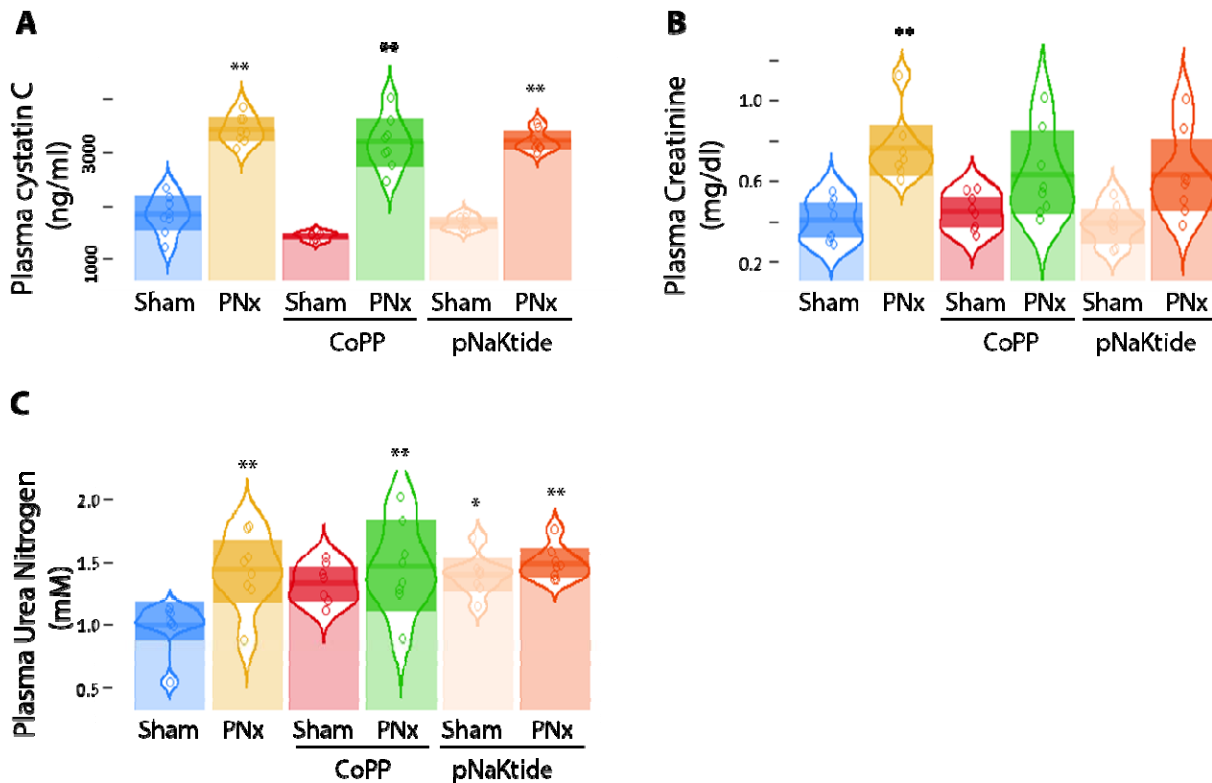 A
Plasma cystatin C
(ng/ml)
3000
1000
**
**
**
Sham PNx Sham PNx Sham PNx
CoPP pNaKtide
B
Plasma Creatinine
(mg/dl)
1.0
0.6
0.2
**
Sham PNx Sham PNx Sham PNx
CoPP pNaKtide
C
Plasma Urea Nitrogen
(mM)
2.0
1.5
1.0
0.5
**
**
*
**
Sham PNx Sham PNx Sham PNx
CoPP pNaKtide